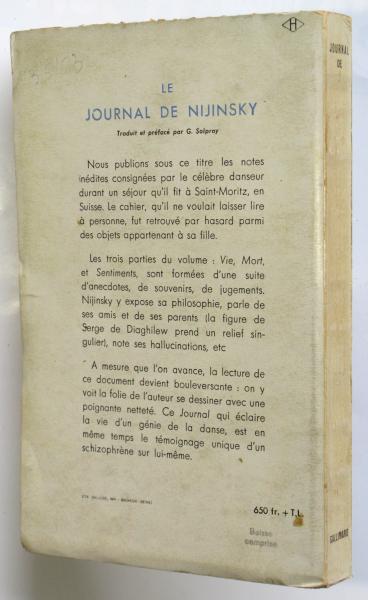 H
JOURNAL
DE
LE
JOURNAL DE NIJINSKY
Traduit et préfacé par G. Solpray
Nous publions sous ce titre les notes
inédites consignées par le célèbre danseur
durant un séjour qu'il fit à Saint-Moritz, en
Suisse. Le cahier, qu'il ne voulait laisser lire
à personne, fut retrouvé par hasard parmi
des objets appartenant à sa fille.
Les trois parties du volume : Vie, Mort,
et Sentiments, sont formées d'une suite
d'anecdotes, de souvenirs, de jugements.
Nijinsky y expose sa philosophie, parle de
ses amis et de ses parents (la figure de
Serge de Diaghilew prend un relief sin-
gulier), note ses hallucinations, etc
A mesure que l'on avance, la lecture de
ce document devient bouleversante : on y
voit la folie de l'auteur se dessiner avec une
poignante netteté. Ce Journal qui éclaire
la vie d'un génie de la danse, est en
même temps le témoignage unique d'un
schizophrène sur lui-même.
650 fr. + T.L.
Baisse
comprise
GALLIMARD